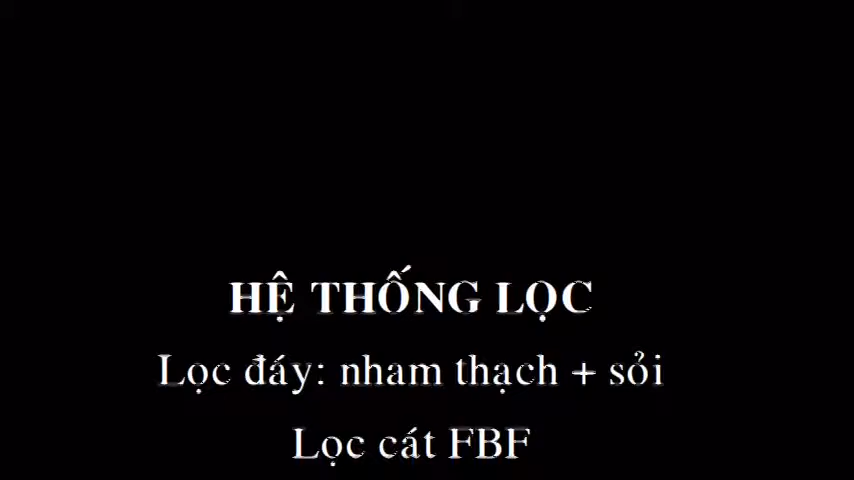 HỆ THỐNG LỌC
Lọc đáy: nham thạch + sỏi
Lọc cát FBF